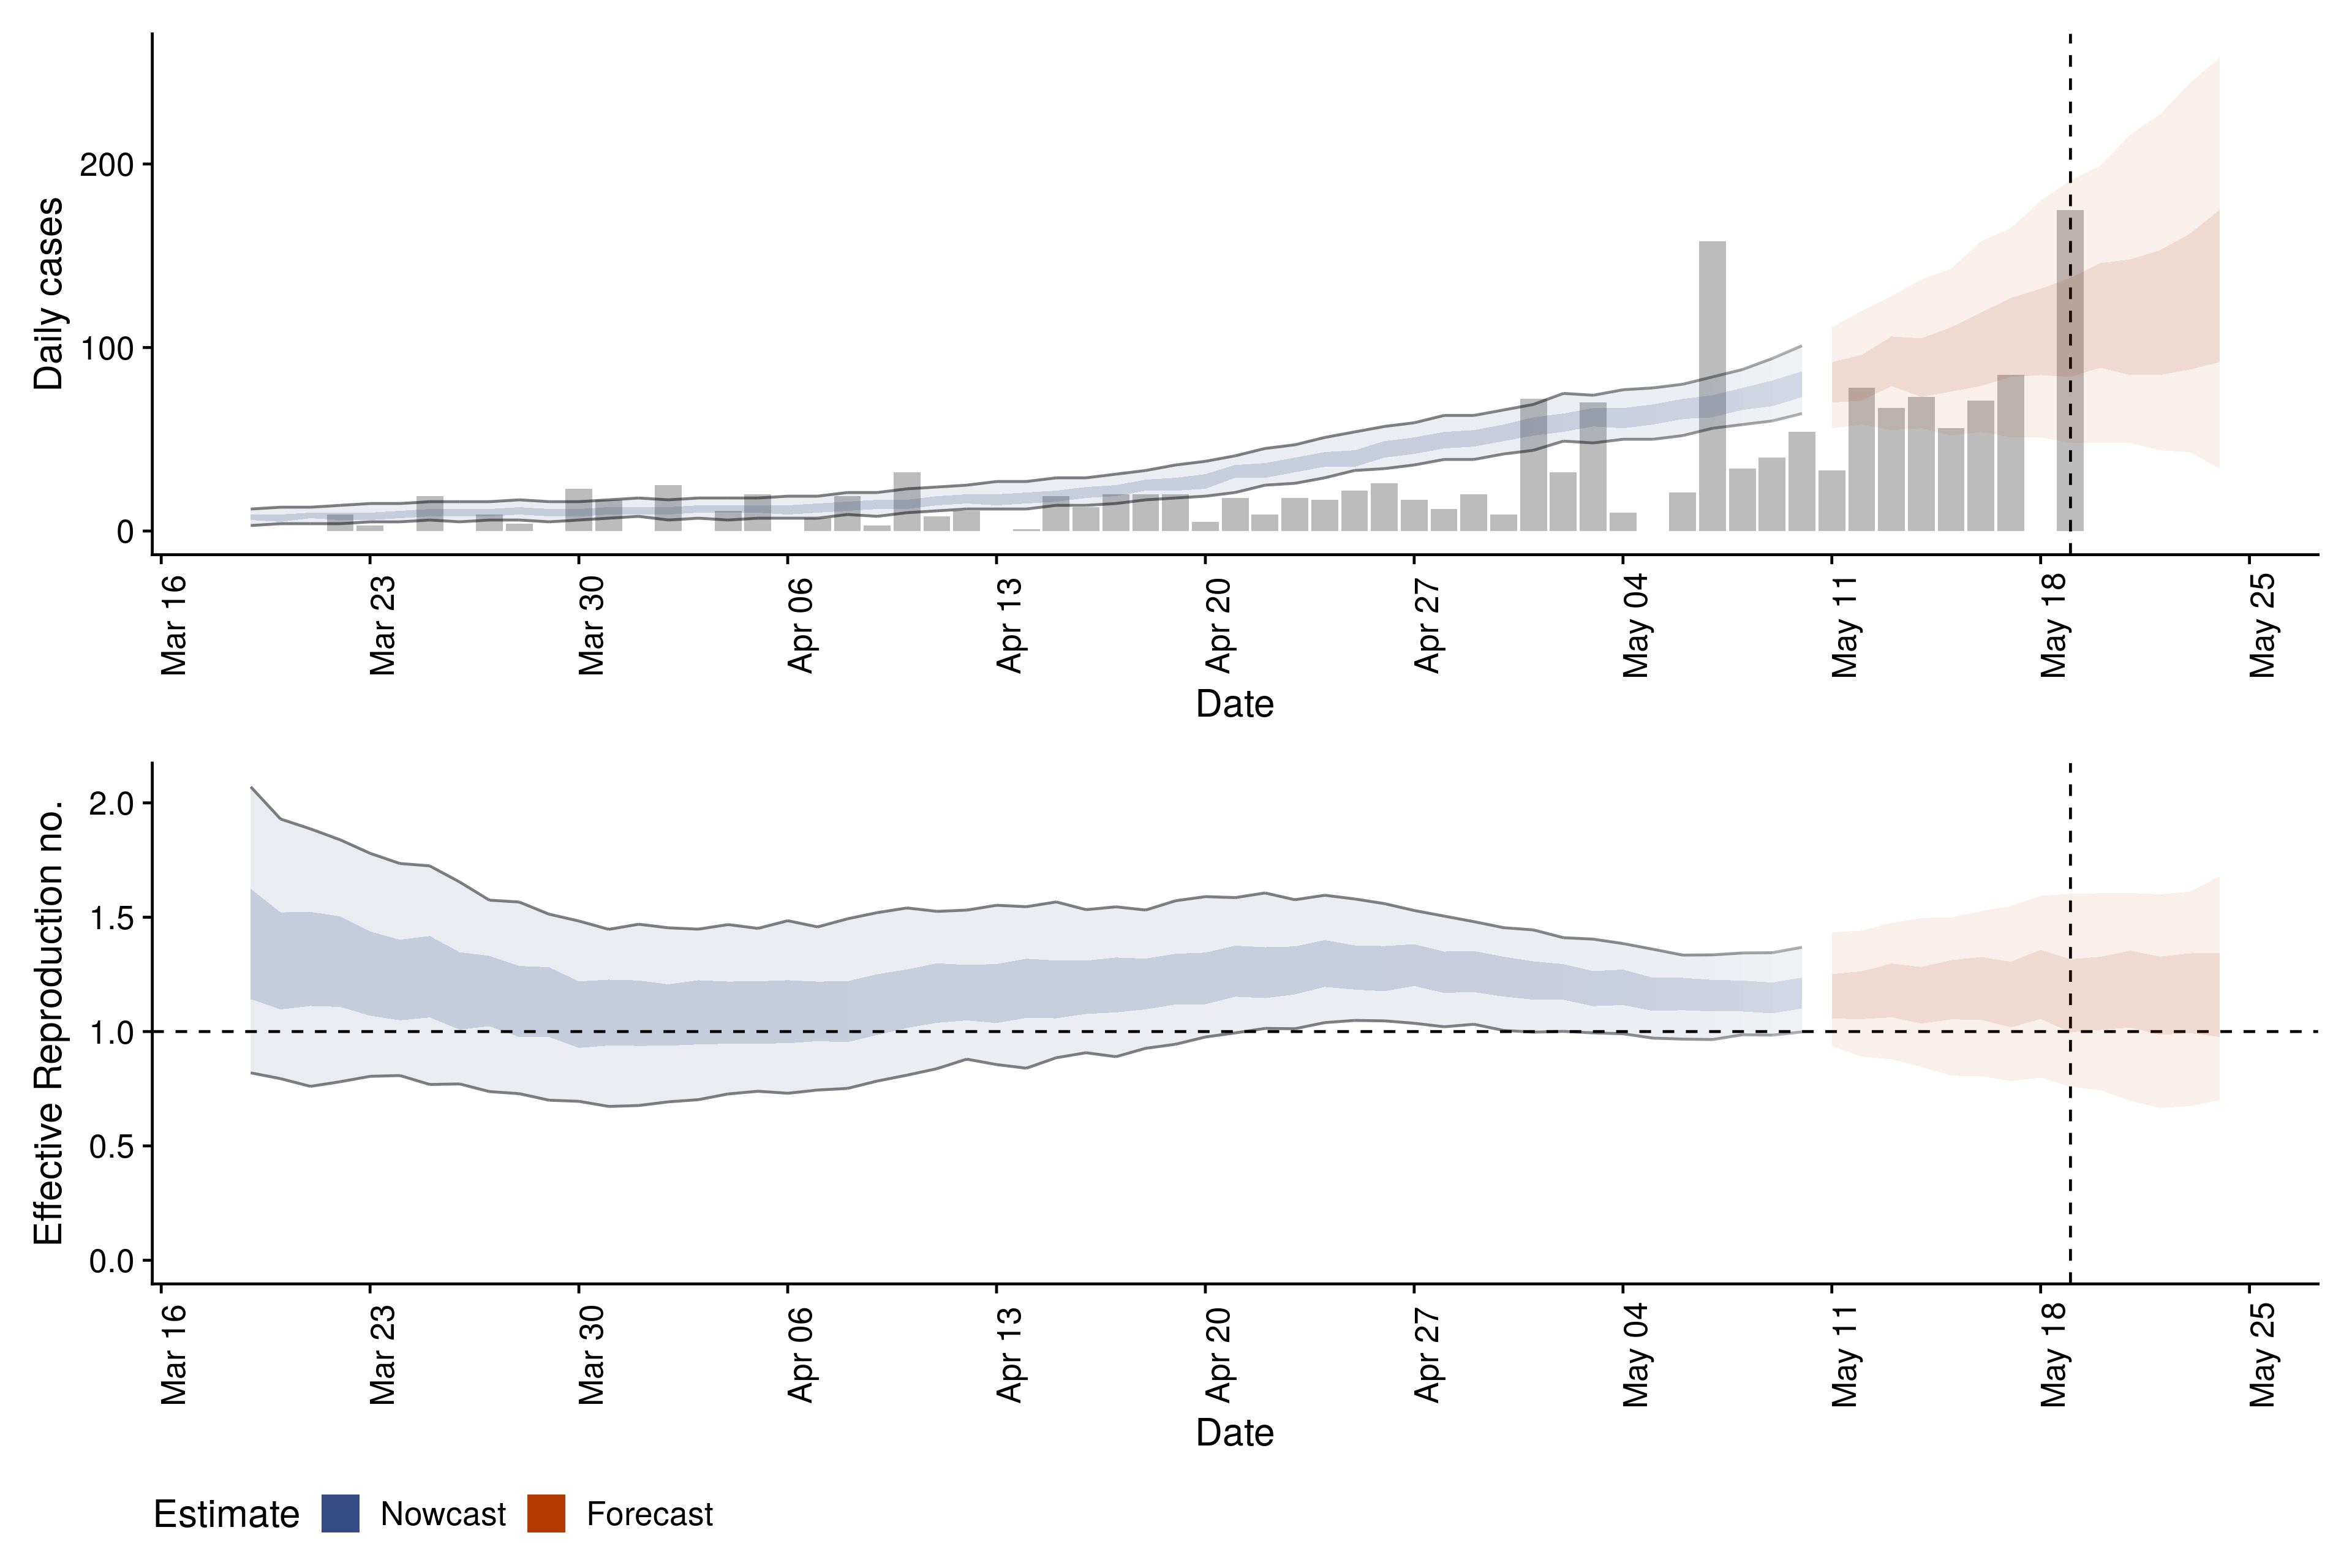 Daily cases
200
100
0
Mar 16
Mar 23
Mar 30
Apr 06
Apr 13
Apr 20
Apr 27
May 04
May 11
May 18
May 25
Date
Effective Reproduction no.
2.0
1.5
1.0
0.5
0.0
Mar 16
Mar 23
Mar 30
Apr 06
Apr 13
Apr 20
Apr 27
May 04
May 11
May 18
May 25
Date
Estimate Nowcast Forecast